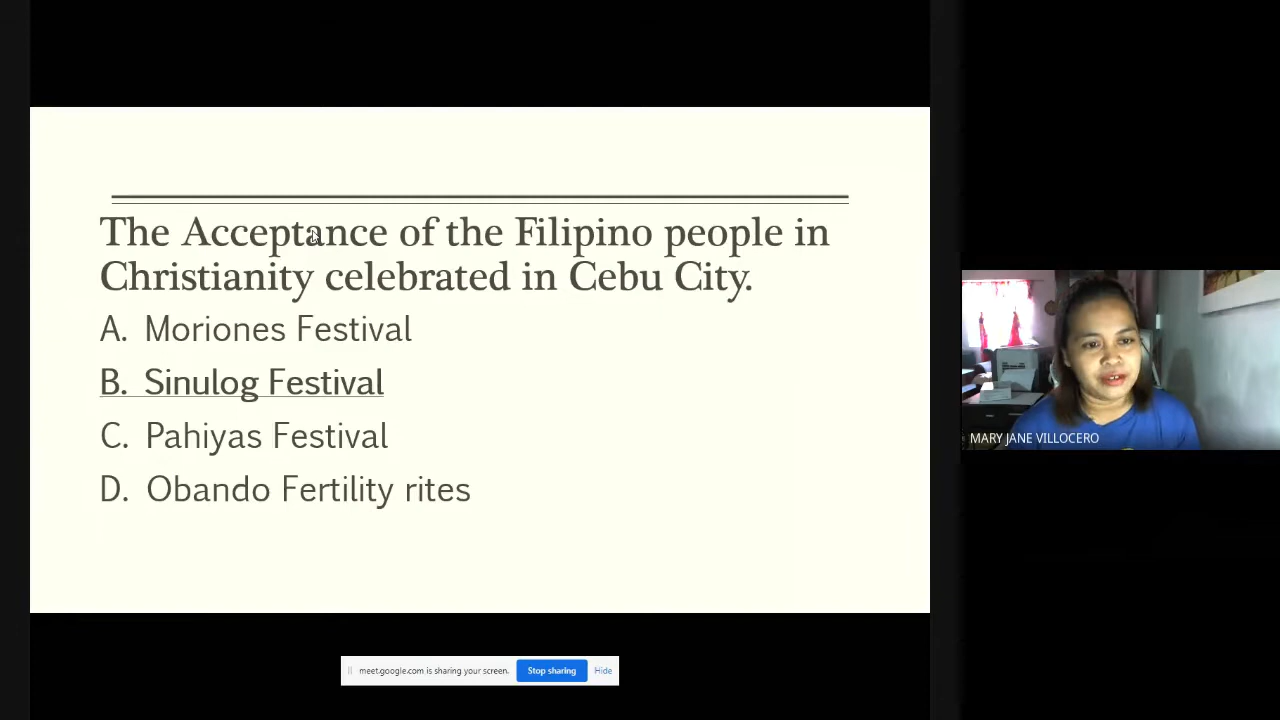 The Acceptance of the Filipino people in
Christianity celebrated in Cebu City.
A. Moriones Festival
B. Sinulog Festival
C. Pahiyas Festival
D. Obando Fertility rites
MARY JANE VILLOCERO
meet.google.com is sharing your screen. Stop sharing Hide